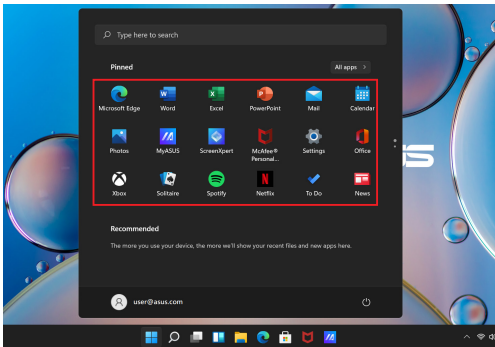 Type here to search
Pinned
All apps >
Microsoft Edge
Word
Excel
PowerPoint
Mail
Calendar
Photos
MyASUS
ScreenXpert
McAfee®
Personal...
Settings
Office
Xbox
Solitaire
Spotify
Netflix
To Do
News
Recommended
The more you use your device, the more we'll show your recent files and new apps here.
user@asus.com